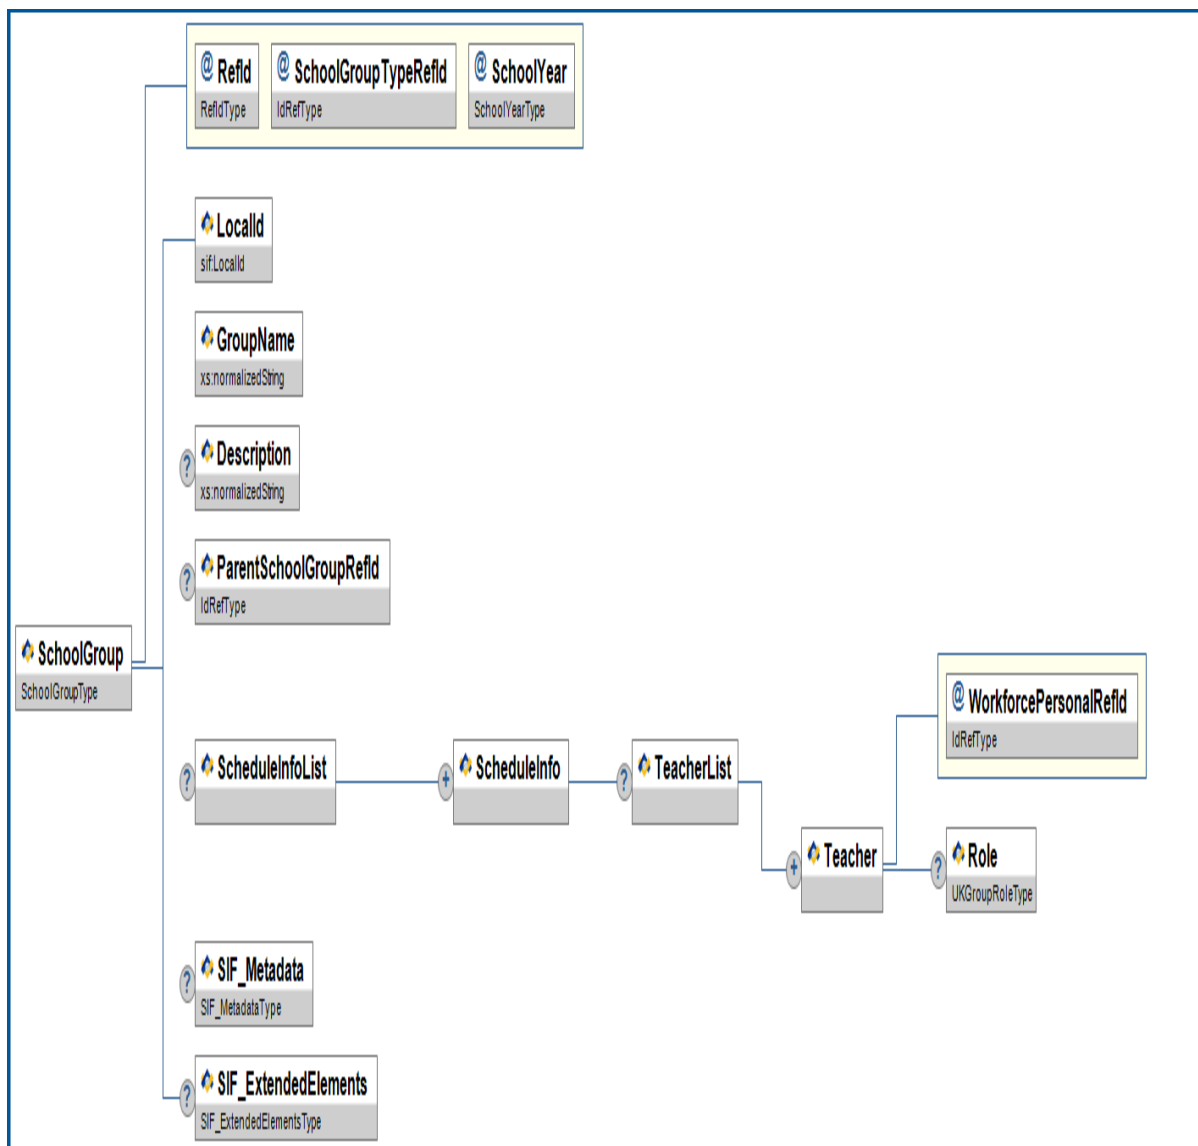 @ RefId
RefIdType
@ SchoolGroupTypeRefId
IdRefType
@ SchoolYear
SchoolYearType
LocalId
sif:LocalId
GroupName
xs:normalizedString
? Description
xs:normalizedString
? ParentSchoolGroupRefId
IdRefType
SchoolGroup
SchoolGroupType
@ WorkforcePersonalRefId
IdRefType
? ScheduleInfoList
+ ScheduleInfo
? TeacherList
+ Teacher
? Role
UKGroupRoleType
? SIF_Metadata
SIF_MetadataType
? SIF_ExtendedElements
SIF_ExtendedElementsType